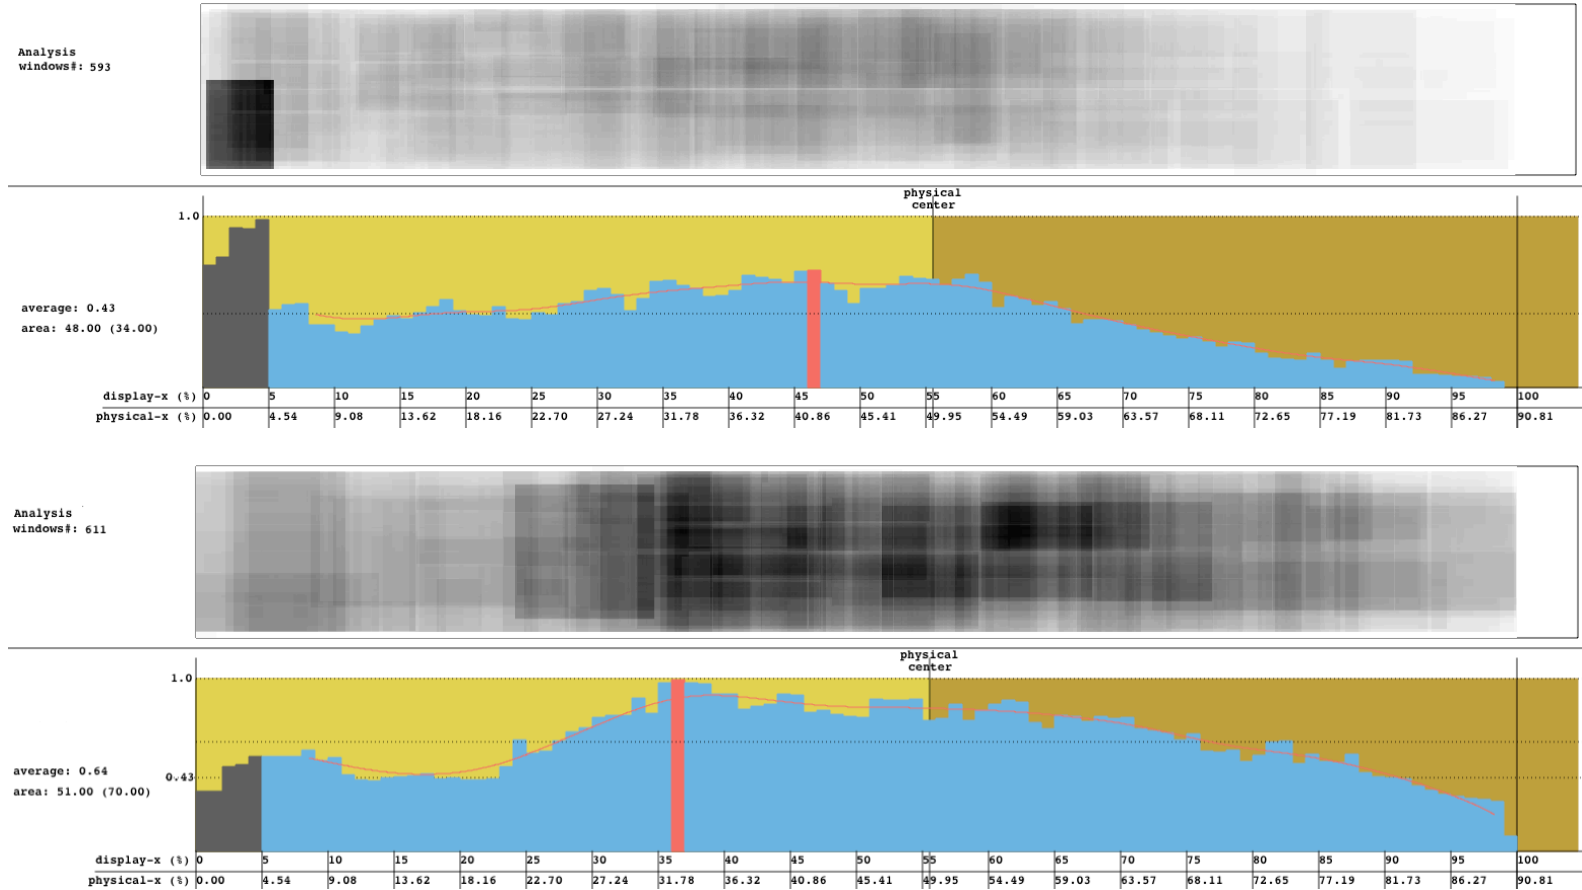 Analysis
windows#: 593
physical
center
1.0
average: 0.43
area: 48.00 (34.00)
display-x (%) 0 5 10 15 20 25 30 35 40 45 50 55 60 65 70 75 80 85 90 95 100
physical-x (%) 0.00 4.54 9.08 13.62 18.16 22.70 27.24 31.78 36.32 40.86 45.41 49.95 54.49 59.03 63.57 68.11 72.65 77.19 81.73 86.27 90.81
Analysis
windows#: 611
physical
center
1.0
0.43
average: 0.64
area: 51.00 (70.00)
display-x (%) 0 5 10 15 20 25 30 35 40 45 50 55 60 65 70 75 80 85 90 95 100
physical-x (%) 0.00 4.54 9.08 13.62 18.16 22.70 27.24 31.78 36.32 40.86 45.41 49.95 54.49 59.03 63.57 68.11 72.65 77.19 81.73 86.27 90.81